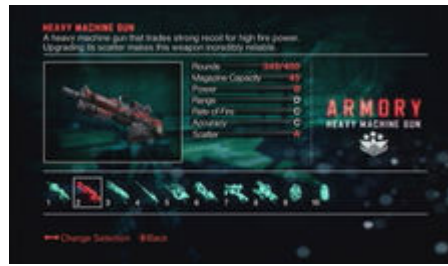 HEAVY MACHINE GUN
A heavy machine gun that trades strong recoil for high fire power.
Upgrading its scatter makes this weapon incredibly reliable.
Rounds 
Magazine Capacity 45
Power
Range
Rate of Fire C
Accuracy C
Scatter A
ARMORY
HEAVY MACHINE GUN
1 2 3 4 5 6 7 8 9 10
Change Selection Back